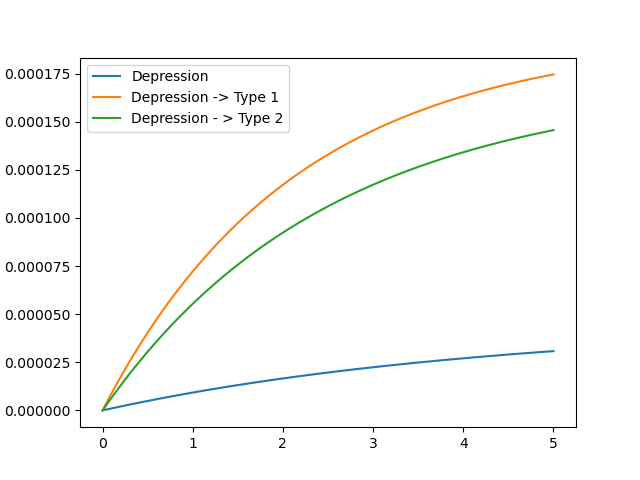 0.000175
0.000150
0.000125
0.000100
0.000075
0.000050
0.000025
0.000000
Depression
Depression -> Type 1
Depression - > Type 2
0 1 2 3 4 5